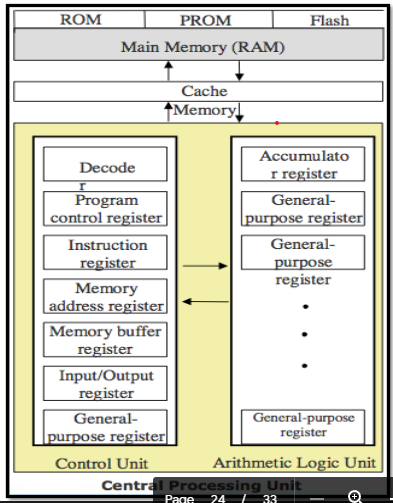 ROM PROM Flash
Main Memory (RAM)
Cache
Memory
Decode
r
Program
control register
Instruction
register
Memory
address register
Memory buffer
register
Input/Output
register
General-
purpose register
Control Unit
Accumulato
r register
General-
purpose register
General-
purpose
register
General-purpose
register
Arithmetic Logic Unit
Central Processing Unit
Page 24 / 33